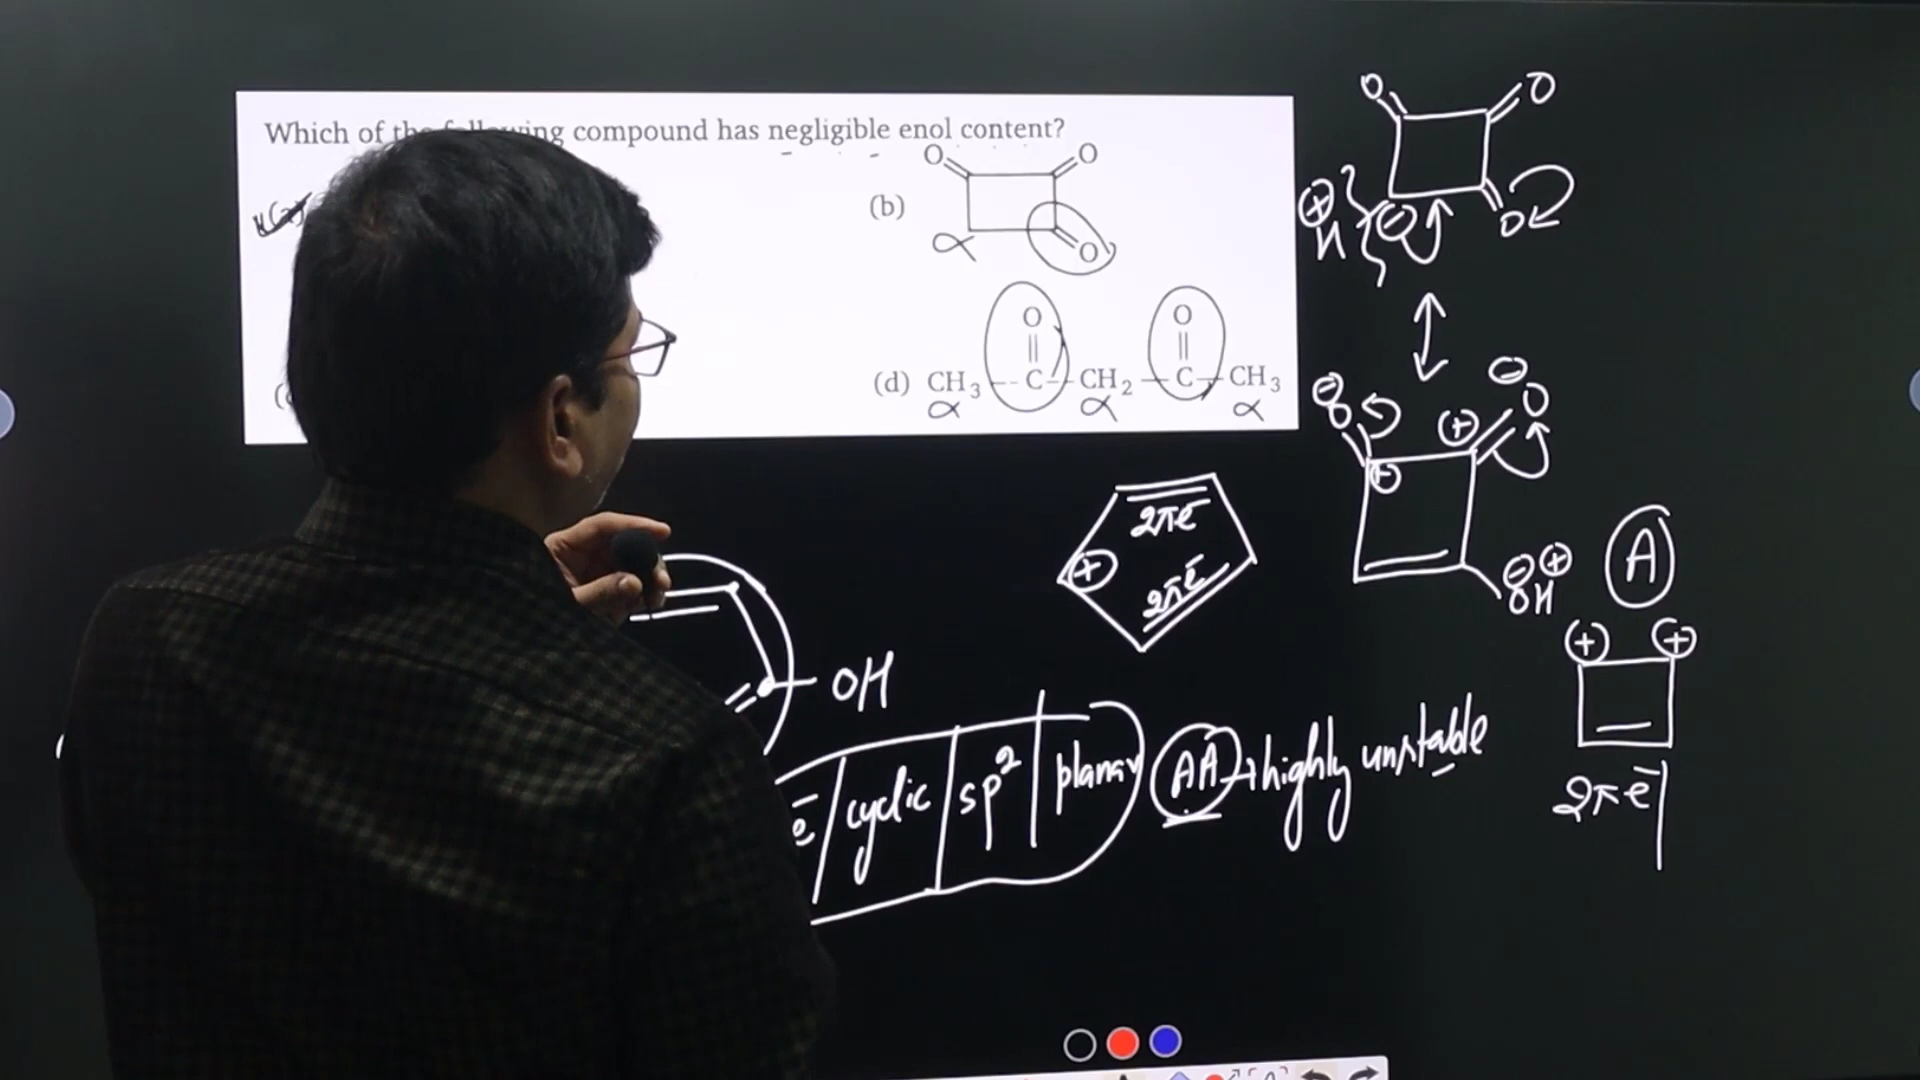 Which of the following compound has negligible enol content?
(b)
O O
α O
O O
(d) CH3 - C - CH2 - C - CH3
α α α
O O
⊕ H ⊖ O
⊖ O ⊕ ⊖ O
⊕
⊖ O ⊕ H
A
⊕ ⊕
2πe⁻
2πe⁻
2πe⁻
⊕
OH
e⁻ / cyclic / sp2 / planar AA → highly unstable